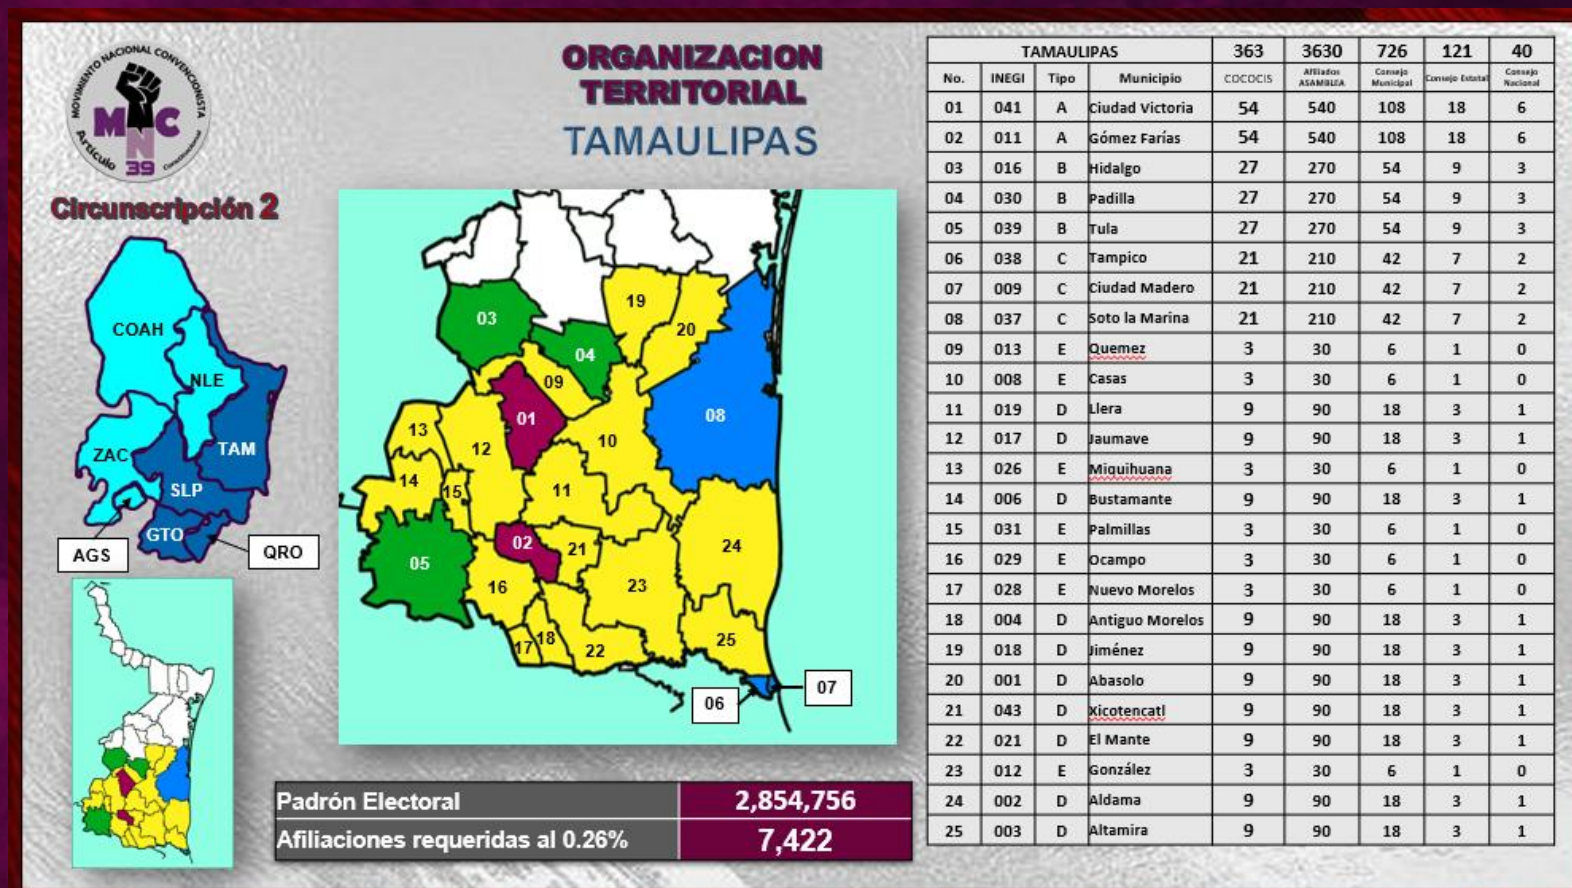 MOVIMIENTO NACIONAL CONVENCIONISTA
MNC
Artículo 39 Constitucional
ORGANIZACION
TERRITORIAL
TAMAULIPAS
Circunscripción 2
COAH
NLE
ZAC
TAM
SLP
GTO
AGS
QRO
19
03
20
04
09
01
08
13
12
10
14
15
11
02
21
24
05
16
23
17
18
22
25
06
07
Padrón Electoral 2,854,756
Afiliaciones requeridas al 0.26% 7,422
TAMAULIPAS 363 3630 726 121 40
No. INEGI Tipo Municipio COCOCIS Afiliados ASAMBLEA Consejo Municipal Consejo Estatal Consejo Nacional
01 041 A Ciudad Victoria 54 540 108 18 6
02 011 A Gómez Farías 54 540 108 18 6
03 016 B Hidalgo 27 270 54 9 3
04 030 B Padilla 27 270 54 9 3
05 039 B Tula 27 270 54 9 3
06 038 C Tampico 21 210 42 7 2
07 009 C Ciudad Madero 21 210 42 7 2
08 037 C Soto la Marina 21 210 42 7 2
09 013 E Quemez 3 30 6 1 0
10 008 E Casas 3 30 6 1 0
11 019 D Llera 9 90 18 3 1
12 017 D Jaumave 9 90 18 3 1
13 026 E Miquihuana 3 30 6 1 0
14 006 D Bustamante 9 90 18 3 1
15 031 E Palmillas 3 30 6 1 0
16 029 E Ocampo 3 30 6 1 0
17 028 E Nuevo Morelos 3 30 6 1 0
18 004 D Antiguo Morelos 9 90 18 3 1
19 018 D Jiménez 9 90 18 3 1
20 001 D Abasolo 9 90 18 3 1
21 043 D Xicotencatl 9 90 18 3 1
22 021 D El Mante 9 90 18 3 1
23 012 E González 3 30 6 1 0
24 002 D Aldama 9 90 18 3 1
25 003 D Altamira 9 90 18 3 1